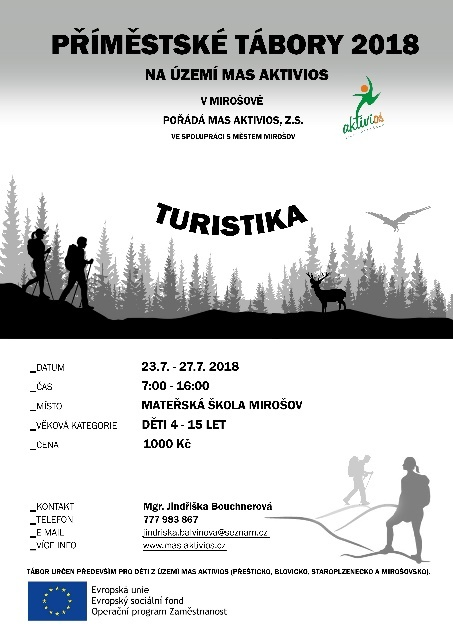 PŘÍMĚSTSKÉ TÁBORY 2018
NA ÚZEMÍ MAS AKTIVIOS
V MIROŠOVĚ
POŘÁDÁ MAS AKTIVIOS, Z.S.
VE SPOLUPRÁCI S MĚSTEM MIROŠOV
aktivios
TURISTIKA
_DATUM 23.7. - 27.7. 2018
_ČAS 7:00 - 16:00
_MÍSTO MATEŘSKÁ ŠKOLA MIROŠOV
_VĚKOVÁ KATEGORIE DĚTI 4 - 15 LET
_CENA 1000 Kč
_KONTAKT Mgr. Jindřiška Bouchnerová
_TELEFON 777 983 867
_E MAIL jindriska.balvinova@seznam.cz
_VÍCE INFO www.mas.aktivios.cz
TÁBOR URČEN PŘEDEVŠÍM PRO DĚTI Z ÚZEMÍ MAS AKTIVIOS (PŘEŠTICKO, BLOVICKO, STAROPLZENECKO A MIROŠOVSKO).
Evropská unie
Evropský sociální fond
Operační program Zaměstnanost